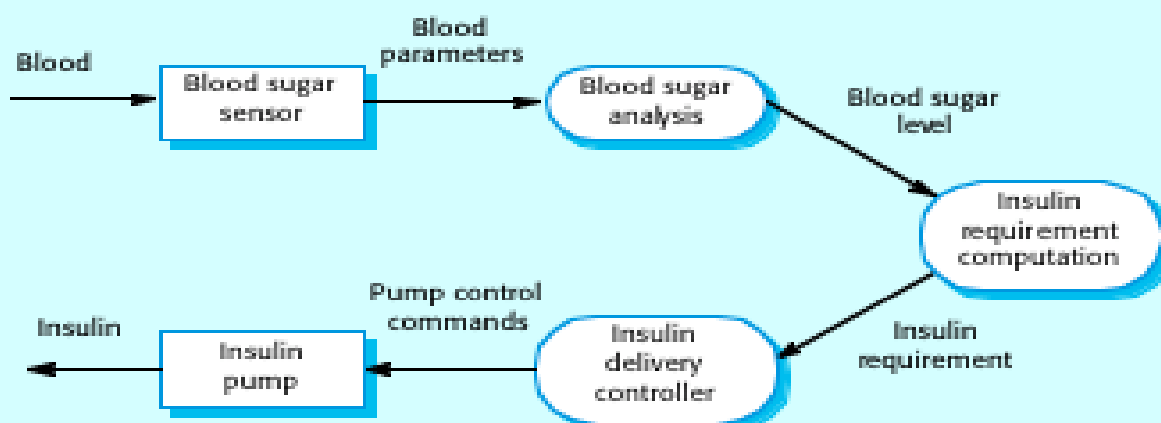 Blood
Blood sugar
sensor
Blood
parameters
Blood sugar
analysis
Blood sugar
level
Insulin
requirement
computation
Insulin
requirement
Insulin
delivery
controller
Pump control
commands
Insulin
pump
Insulin